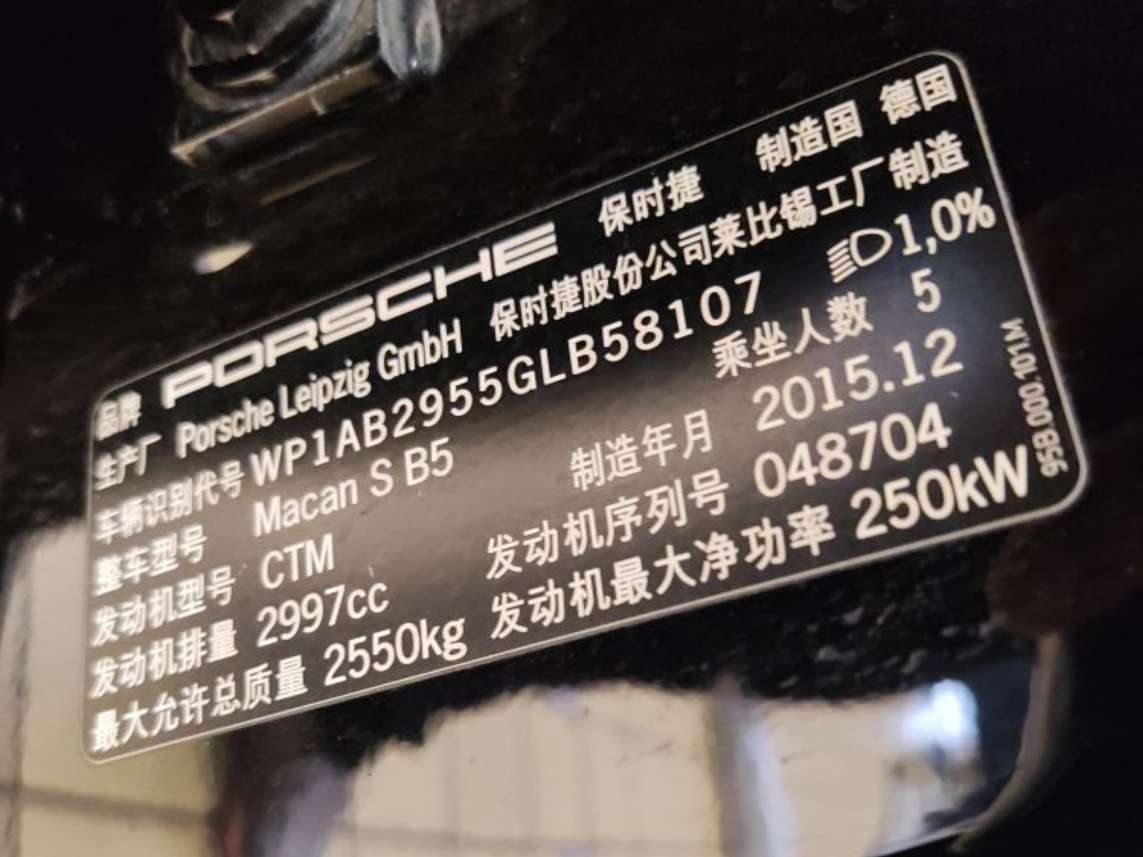 品牌 PORSCHE 保时捷 制造国 德国
生产厂 Porsche Leipzig GmbH 保时捷股份公司莱比锡工厂制造
车辆识别代号 WP1AB2955GLB58107 1,0%
整车型号 Macan S B5 乘坐人数 5
发动机型号 CTM 制造年月 2015.12
发动机排量 2997cc 发动机序列号 048704
最大允许总质量 2550kg 发动机最大净功率 250kW
958.000.101.M